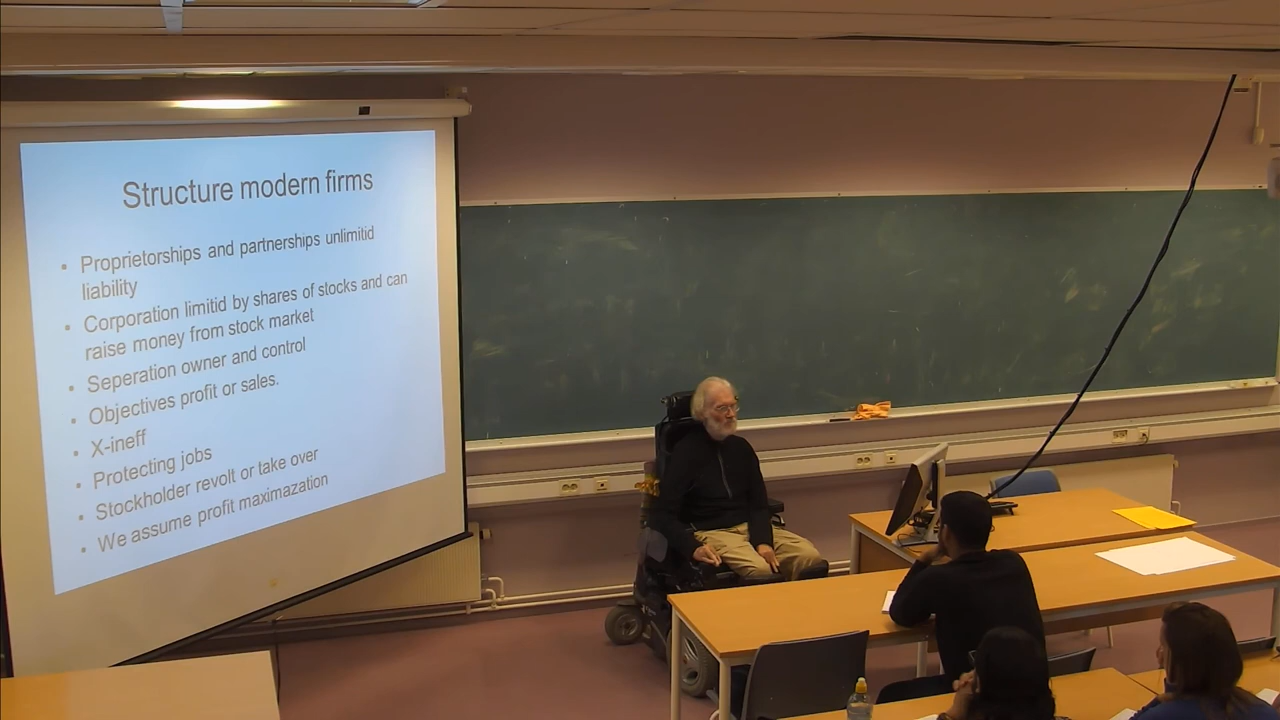 Structure modern firms
• Proprietorships and partnerships unlimitid
liability
• Corporation limitid by shares of stocks and can
raise money from stock market
• Seperation owner and control
• Objectives profit or sales.
• X-ineff
• Protecting jobs
• Stockholder revolt or take over
• We assume profit maximazation